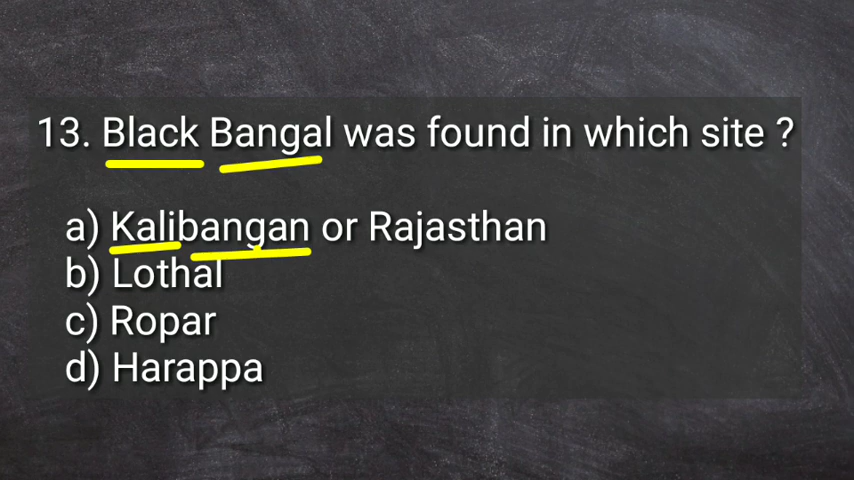 13. Black Bangal was found in which site ?
a) Kalibangan or Rajasthan
b) Lothal
c) Ropar
d) Harappa